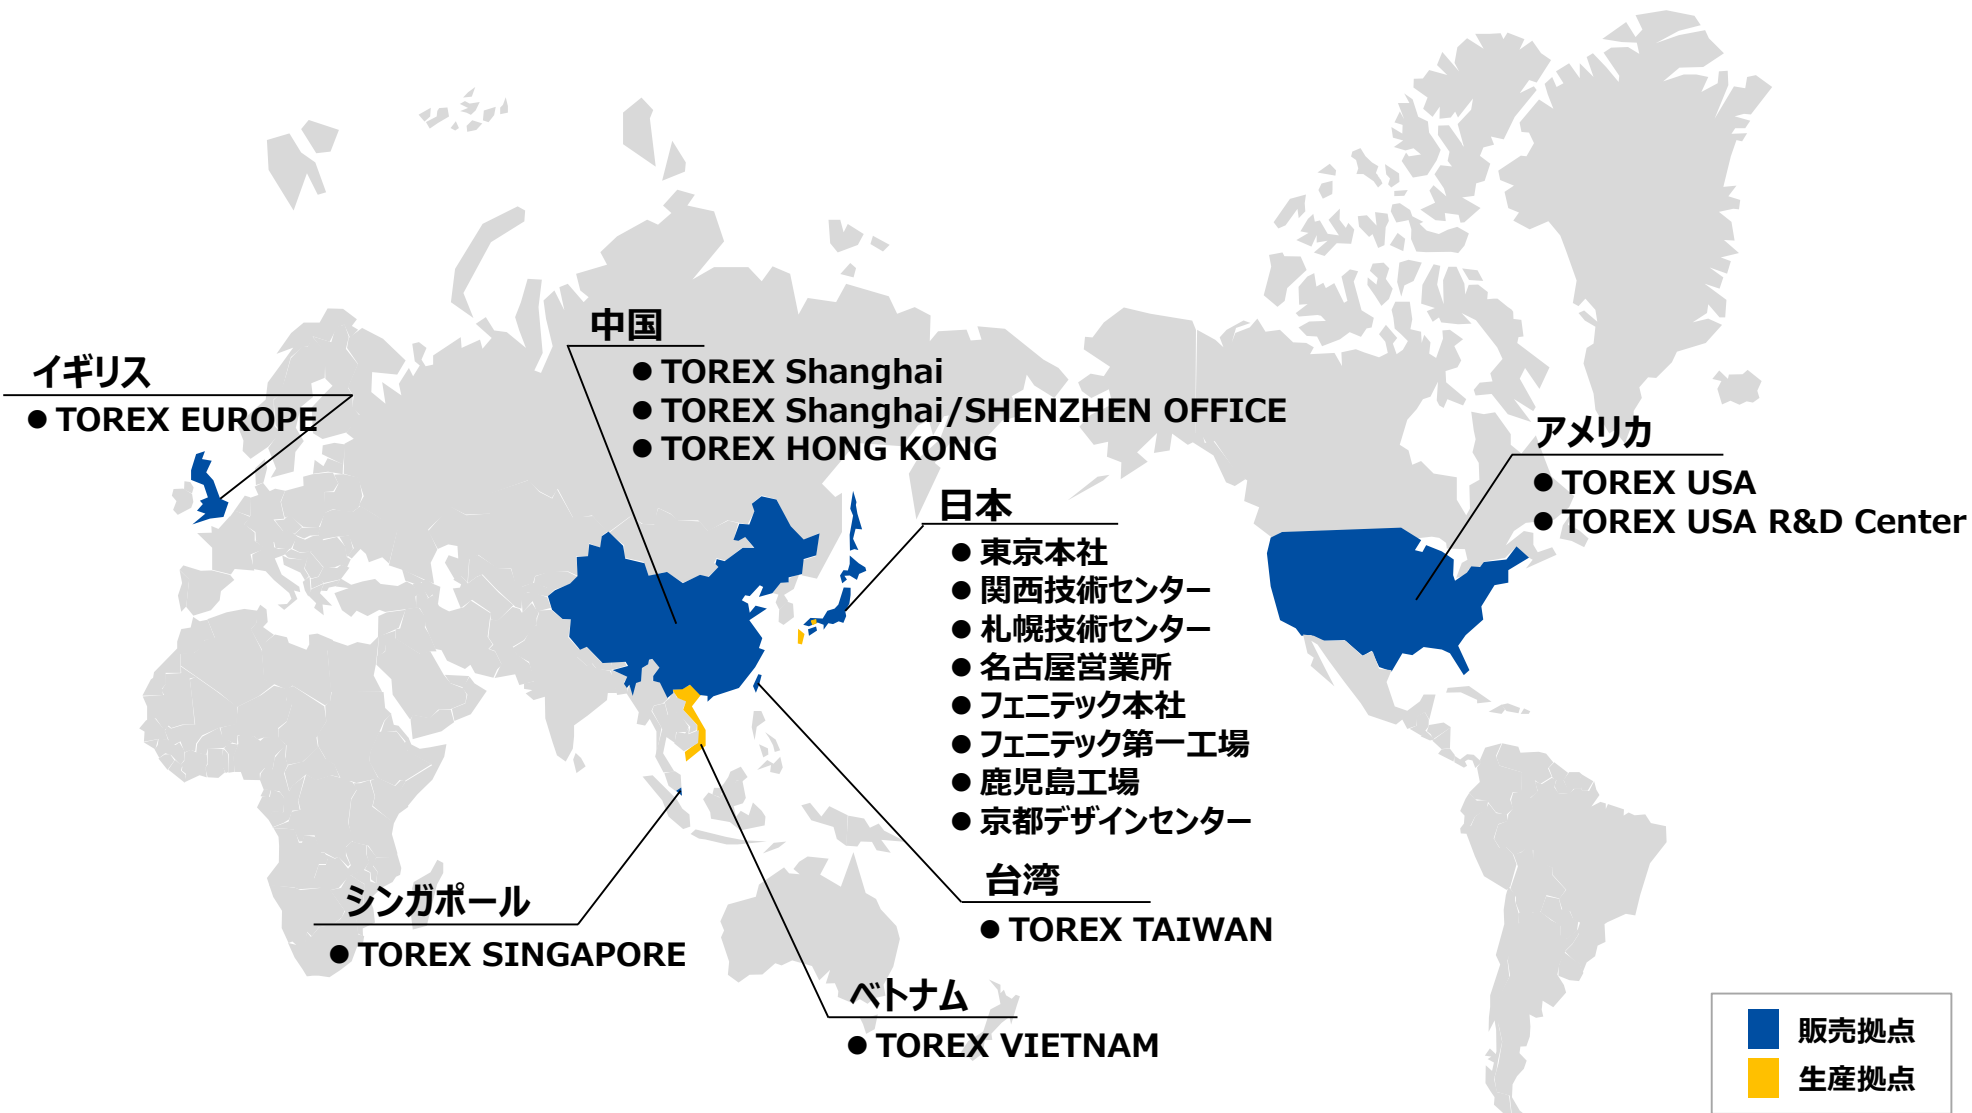 イギリス
● TOREX EUROPE
中国
● TOREX Shanghai
● TOREX Shanghai/SHENZHEN OFFICE
● TOREX HONG KONG
日本
● 東京本社
● 関西技術センター
● 札幌技術センター
● 名古屋営業所
● フェニテック本社
● フェニテック第一工場
● 鹿児島工場
● 京都デザインセンター
アメリカ
● TOREX USA
● TOREX USA R&D Center
台湾
● TOREX TAIWAN
シンガポール
● TOREX SINGAPORE
ベトナム
● TOREX VIETNAM
販売拠点
生産拠点